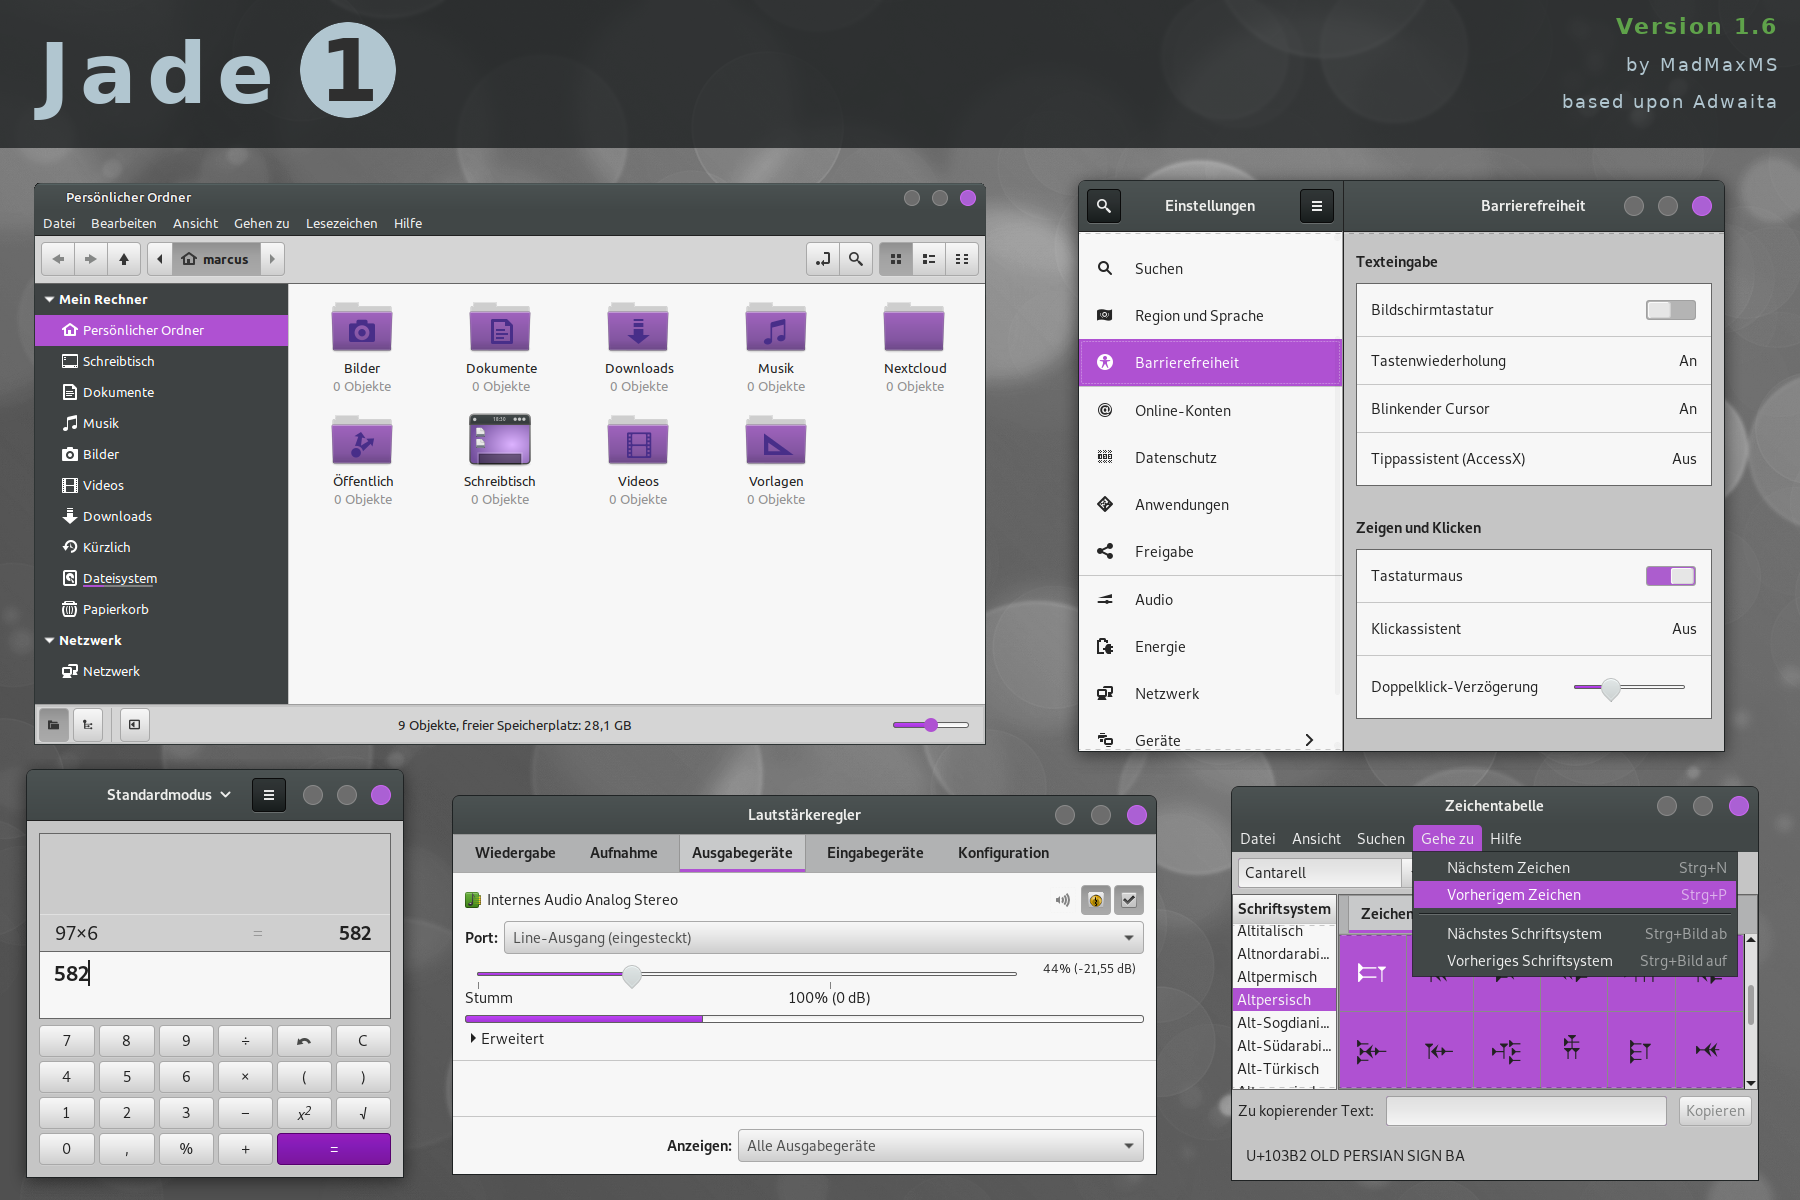 Jade 1
Version 1.6
by MadMaxMS
based upon Adwaita
Persönlicher Ordner
Datei Bearbeiten Ansicht Gehen zu Lesezeichen Hilfe
marcus
Mein Rechner
Persönlicher Ordner
Schreibtisch
Dokumente
Musik
Bilder
Videos
Downloads
Kürzlich
Dateisystem
Papierkorb
Netzwerk
Netzwerk
Bilder Dokumente Downloads Musik Nextcloud
0 Objekte 0 Objekte 0 Objekte 0 Objekte 0 Objekte
Öffentlich Schreibtisch Videos Vorlagen
0 Objekte 0 Objekte 0 Objekte 0 Objekte
9 Objekte, freier Speicherplatz: 28,1 GB
Einstellungen
Suchen
Region und Sprache
Barrierefreiheit
Online-Konten
Datenschutz
Anwendungen
Freigabe
Audio
Energie
Netzwerk
Geräte
Barrierefreiheit
Texteingabe
Bildschirmtastatur
Tastenwiederholung An
Blinkender Cursor An
Tippassistent (AccessX) Aus
Zeigen und Klicken
Tastaturmaus
Klickassistent Aus
Doppelklick-Verzögerung
Standardmodus
97×6 = 582
582
7 8 9 ÷ C
4 5 6 × ( )
1 2 3 − x² √
0 , % + =
Lautstärkeregler
Wiedergabe Aufnahme Ausgabegeräte Eingabegeräte Konfiguration
Internes Audio Analog Stereo
Port: Line-Ausgang (eingesteckt)
44% (-21,55 dB)
Stumm 100% (0 dB)
Erweitert
Anzeigen: Alle Ausgabegeräte
Zeichentabelle
Datei Ansicht Suchen Gehe zu Hilfe
Cantarell
Nächstem Zeichen Strg+N
Vorherigem Zeichen Strg+P
Nächstes Schriftsystem Strg+Bild ab
Vorheriges Schriftsystem Strg+Bild auf
Schriftsystem
Zeichen
Altitalisch
Altnordarabi...
Altpermisch
Altpersisch
Alt-Sogdiani...
Alt-Südarabi...
Alt-Türkisch
Zu kopierender Text: Kopieren
U+103B2 OLD PERSIAN SIGN BA